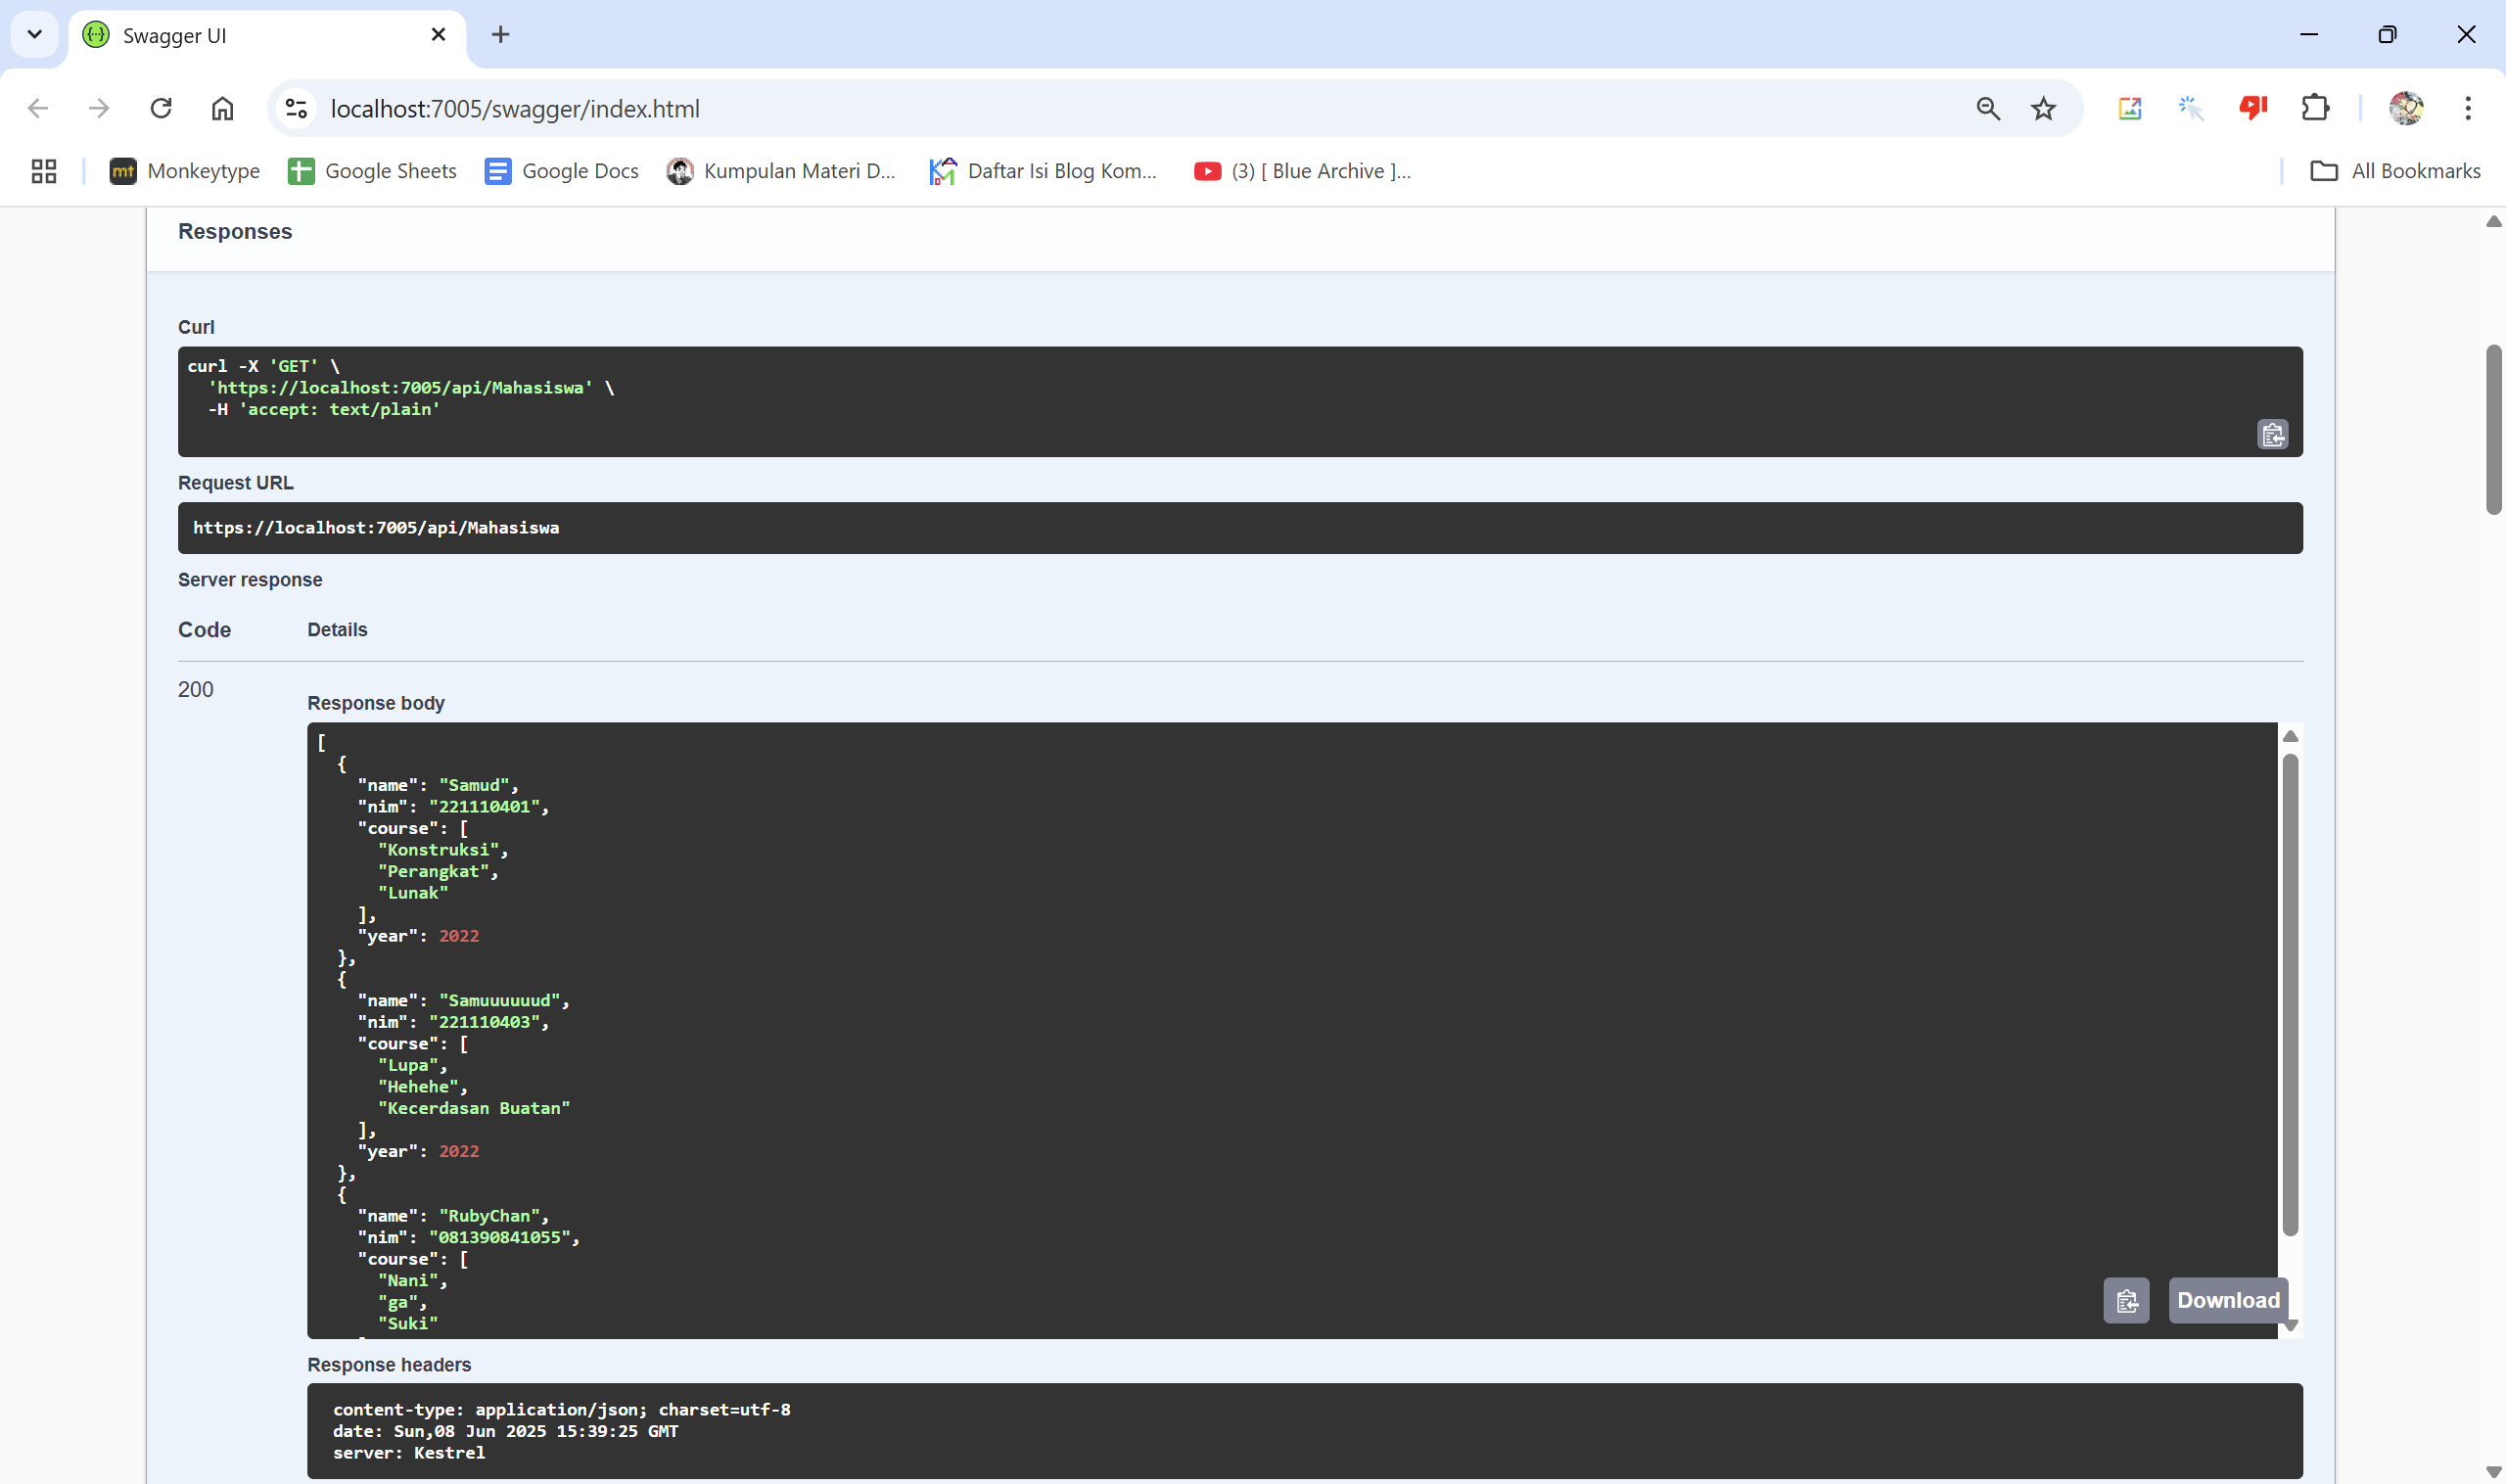 Swagger UI
localhost:7005/swagger/index.html
mt Monkeytype Google Sheets Google Docs Kumpulan Materi D... Daftar Isi Blog Kom... (3) [ Blue Archive ]... All Bookmarks
Responses
Curl
curl -X 'GET' \
'https://localhost:7005/api/Mahasiswa' \
-H 'accept: text/plain'
Request URL
https://localhost:7005/api/Mahasiswa
Server response
Code Details
200
Response body
[
{
"name": "Samud",
"nim": "221110401",
"course": [
"Konstruksi",
"Perangkat",
"Lunak"
],
"year": 2022
},
{
"name": "Samuuuuuud",
"nim": "221110403",
"course": [
"Lupa",
"Hehehe",
"Kecerdasan Buatan"
],
"year": 2022
},
{
"name": "RubyChan",
"nim": "081390841055",
"course": [
"Nani",
"ga",
"Suki"
Download
Response headers
content-type: application/json; charset=utf-8
date: Sun,08 Jun 2025 15:39:25 GMT
server: Kestrel